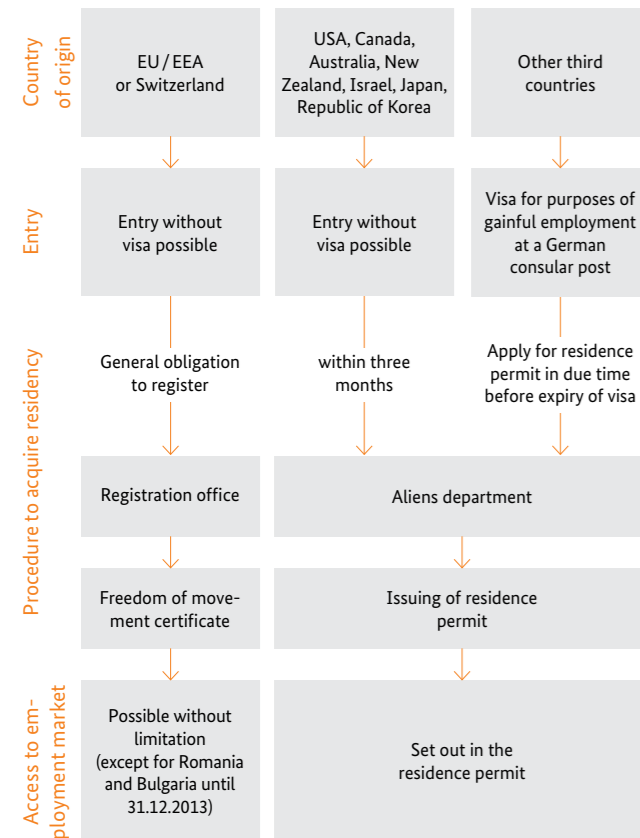 Country
of origin
EU / EEA
or Switzerland
USA, Canada,
Australia, New
Zealand, Israel, Japan,
Republic of Korea
Other third
countries
Entry
Entry without
visa possible
Entry without
visa possible
Visa for purposes of
gainful employment
at a German
consular post
Procedure to acquire residency
General obligation
to register
within three
months
Apply for residence
permit in due time
before expiry of visa
Registration office
Aliens department
Freedom of move-
ment certificate
Issuing of residence
permit
Access to em-
ployment market
Possible without
limitation
(except for Romania
and Bulgaria until
31.12.2013)
Set out in the
residence permit